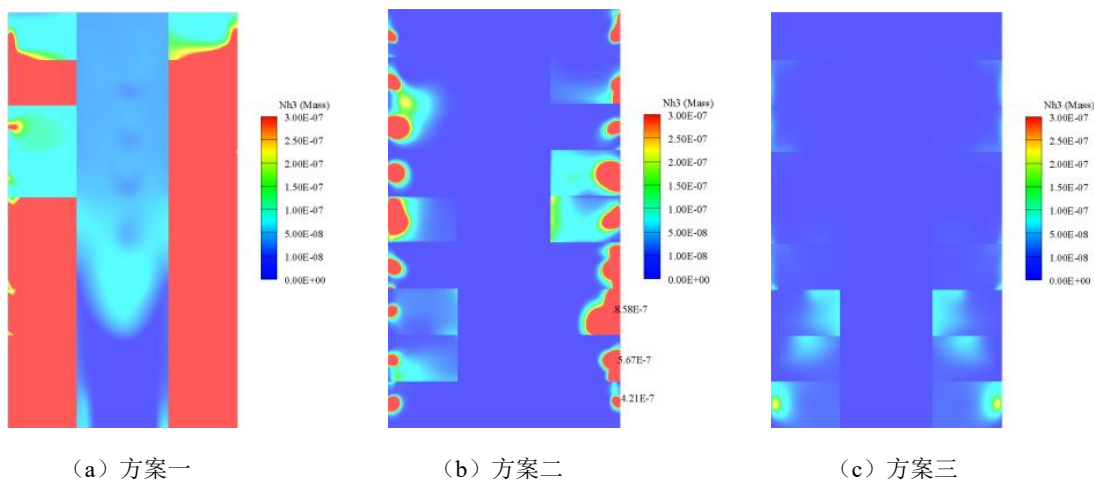 Nh3 (Mass)
3.00E-07
2.50E-07
2.00E-07
1.50E-07
1.00E-07
5.00E-08
1.00E-08
0.00E+00
Nh3 (Mass)
3.00E-07
2.50E-07
2.00E-07
1.50E-07
1.00E-07
5.00E-08
1.00E-08
0.00E+00
.8.58E-7
5.67E-7
4.21E-7
Nh3 (Mass)
3.00E-07
2.50E-07
2.00E-07
1.50E-07
1.00E-07
5.00E-08
1.00E-08
0.00E+00
（a）方案一
（b）方案二
（c）方案三